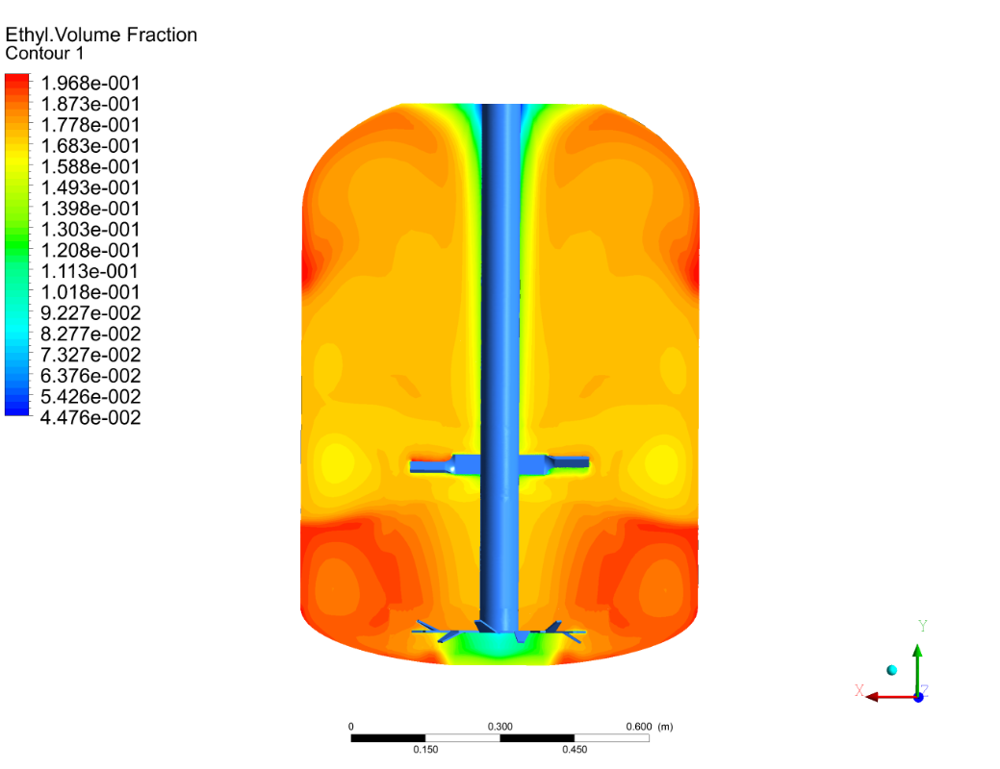 Ethyl.Volume Fraction
Contour 1
1.968e-001
1.873e-001
1.778e-001
1.683e-001
1.588e-001
1.493e-001
1.398e-001
1.303e-001
1.208e-001
1.113e-001
1.018e-001
9.227e-002
8.277e-002
7.327e-002
6.376e-002
5.426e-002
4.476e-002
Y
X Z
0 0.300 0.600 (m)
0.150 0.450